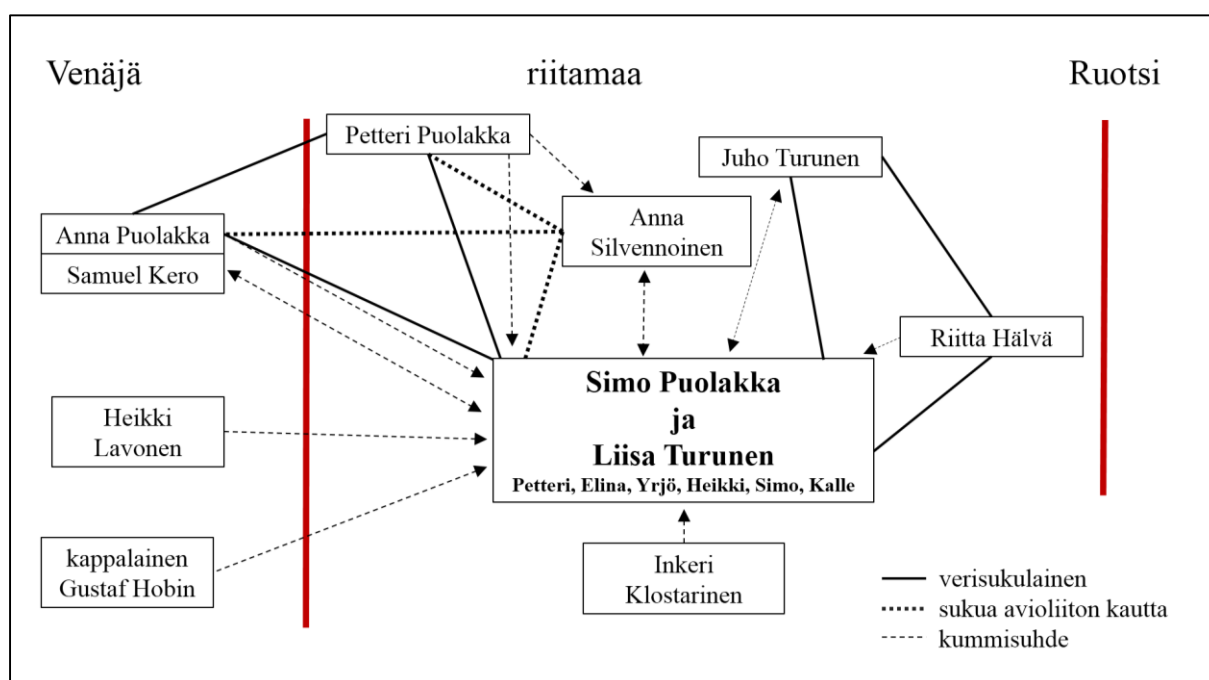 Venäjä
riitamaa
Ruotsi
Petteri Puolakka
Juho Turunen
Anna Puolakka
Samuel Kero
Anna
Silvennoinen
Riitta Hälvä
Heikki
Lavonen
Simo Puolakka
ja
Liisa Turunen
Petteri, Elina, Yrjö, Heikki, Simo, Kalle
kappalainen
Gustaf Hobin
Inkeri
Klostarinen
verisukulainen
sukua avioliiton kautta
kummisuhde